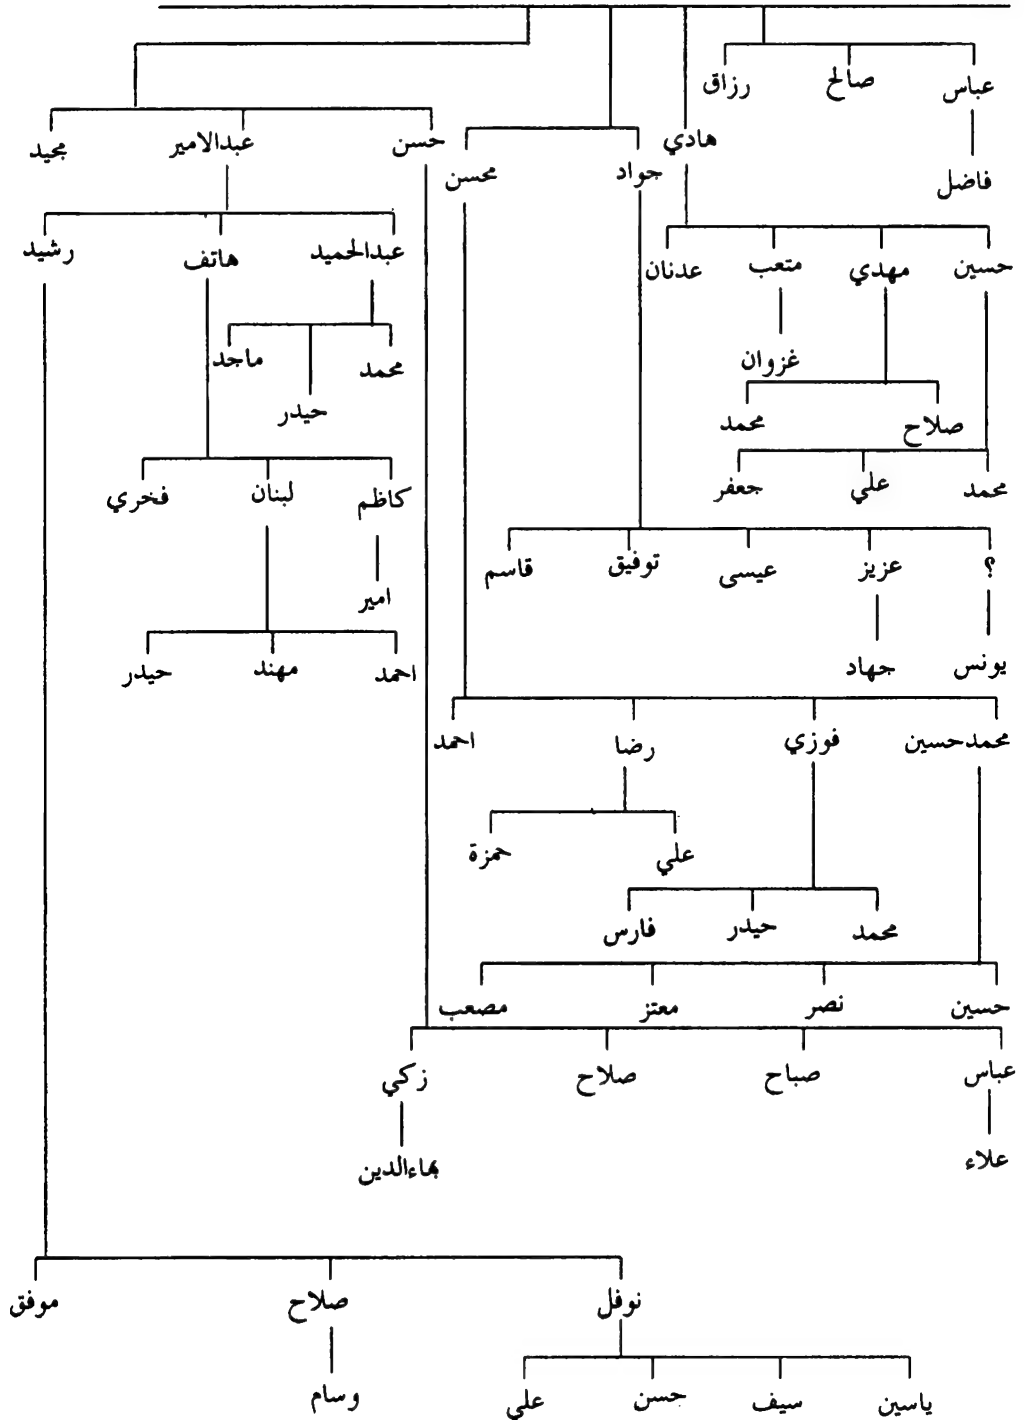 عباس صالح رزاق
هادي
حسن عبدالامير مجيد
جواد محسن
فاضل
عبدالحميد هاتف رشيد
حسين مهدي متعب عدنان
غزوان
محمد ماجد
حيدر
صلاح محمد
محمد علي جعفر
كاظم لبنان فخري
؟ عزيز عيسى توفيق قاسم
امير
يونس جهاد
احمد مهند حيدر
محمدحسين فوزي رضا احمد
علي حمزة
محمد حيدر فارس
حسين نصر معتز مصعب
عباس صباح صلاح زكي
علاء بهاءالدين
نوفل صلاح موفق
ياسين سيف حسن علي وسام